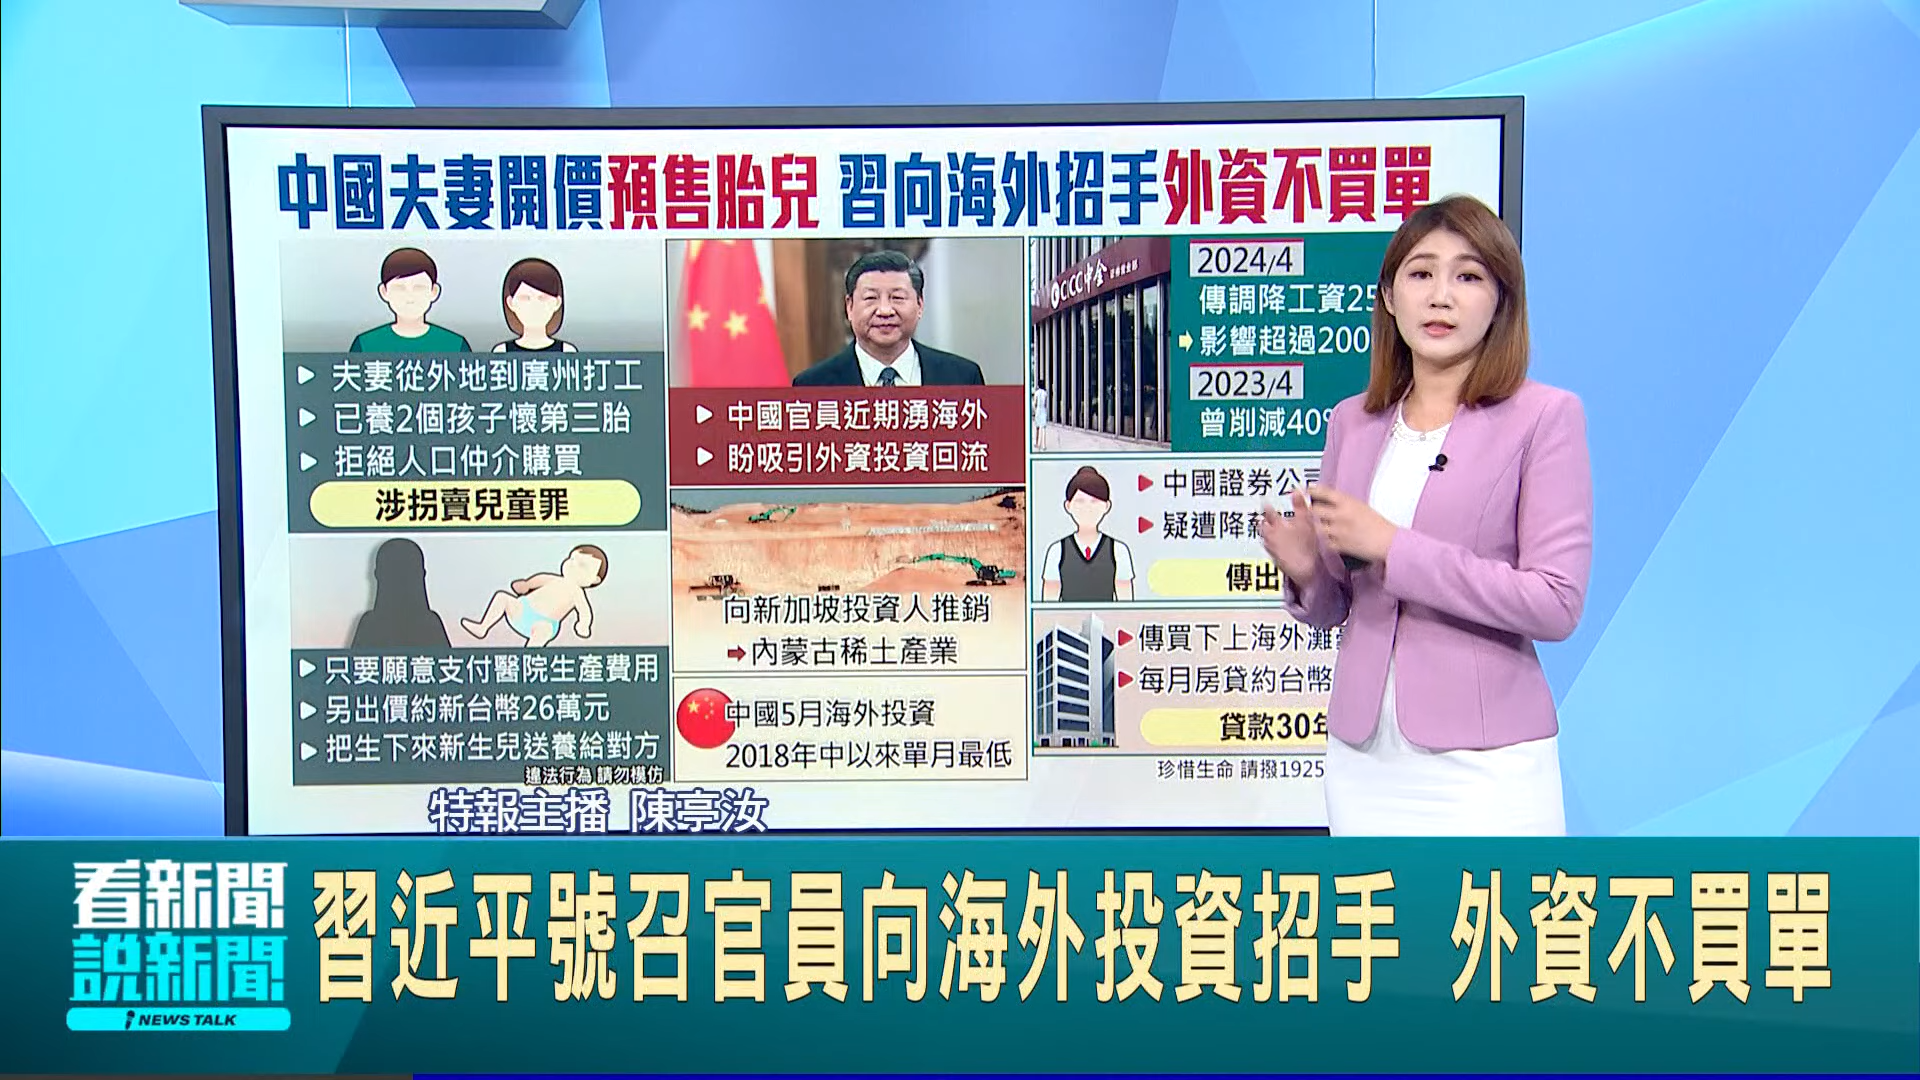 中國夫妻開價預售胎兒 習向海外招手外資不買單
夫妻從外地到廣州打工
已養2個孩子懷第三胎
拒絕人口仲介購買
涉拐賣兒童罪
只要願意支付醫院生產費用
另出價約新台幣26萬元
把生下來新生兒送養給對方
違法行為 請勿模仿
中國官員近期湧海外
盼吸引外資投資回流
向新加坡投資人推銷
內蒙古稀土產業
中國5月海外投資
2018年中以來單月最低
CICC中金
2024/4
傳調降工資25
影響超過200
2023/4
曾削減40%
中國證券公司
疑遭降薪
傳出
傳買下上海外灘
每月房貸約台幣
貸款30年
珍惜生命 請撥1925
特報主播 陳亭汝
看新聞
說新聞
NEWS TALK
習近平號召官員向海外投資招手 外資不買單